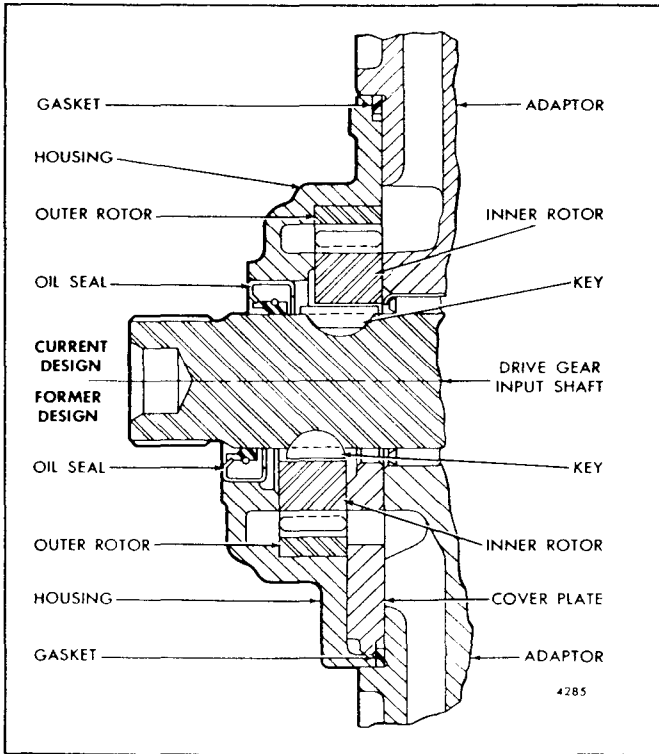 GASKET
ADAPTOR
HOUSING
OUTER ROTOR
INNER ROTOR
OIL SEAL
KEY
CURRENT
DESIGN
DRIVE GEAR
INPUT SHAFT
FORMER
DESIGN
OIL SEAL
KEY
OUTER ROTOR
INNER ROTOR
HOUSING
COVER PLATE
GASKET
ADAPTOR
4285